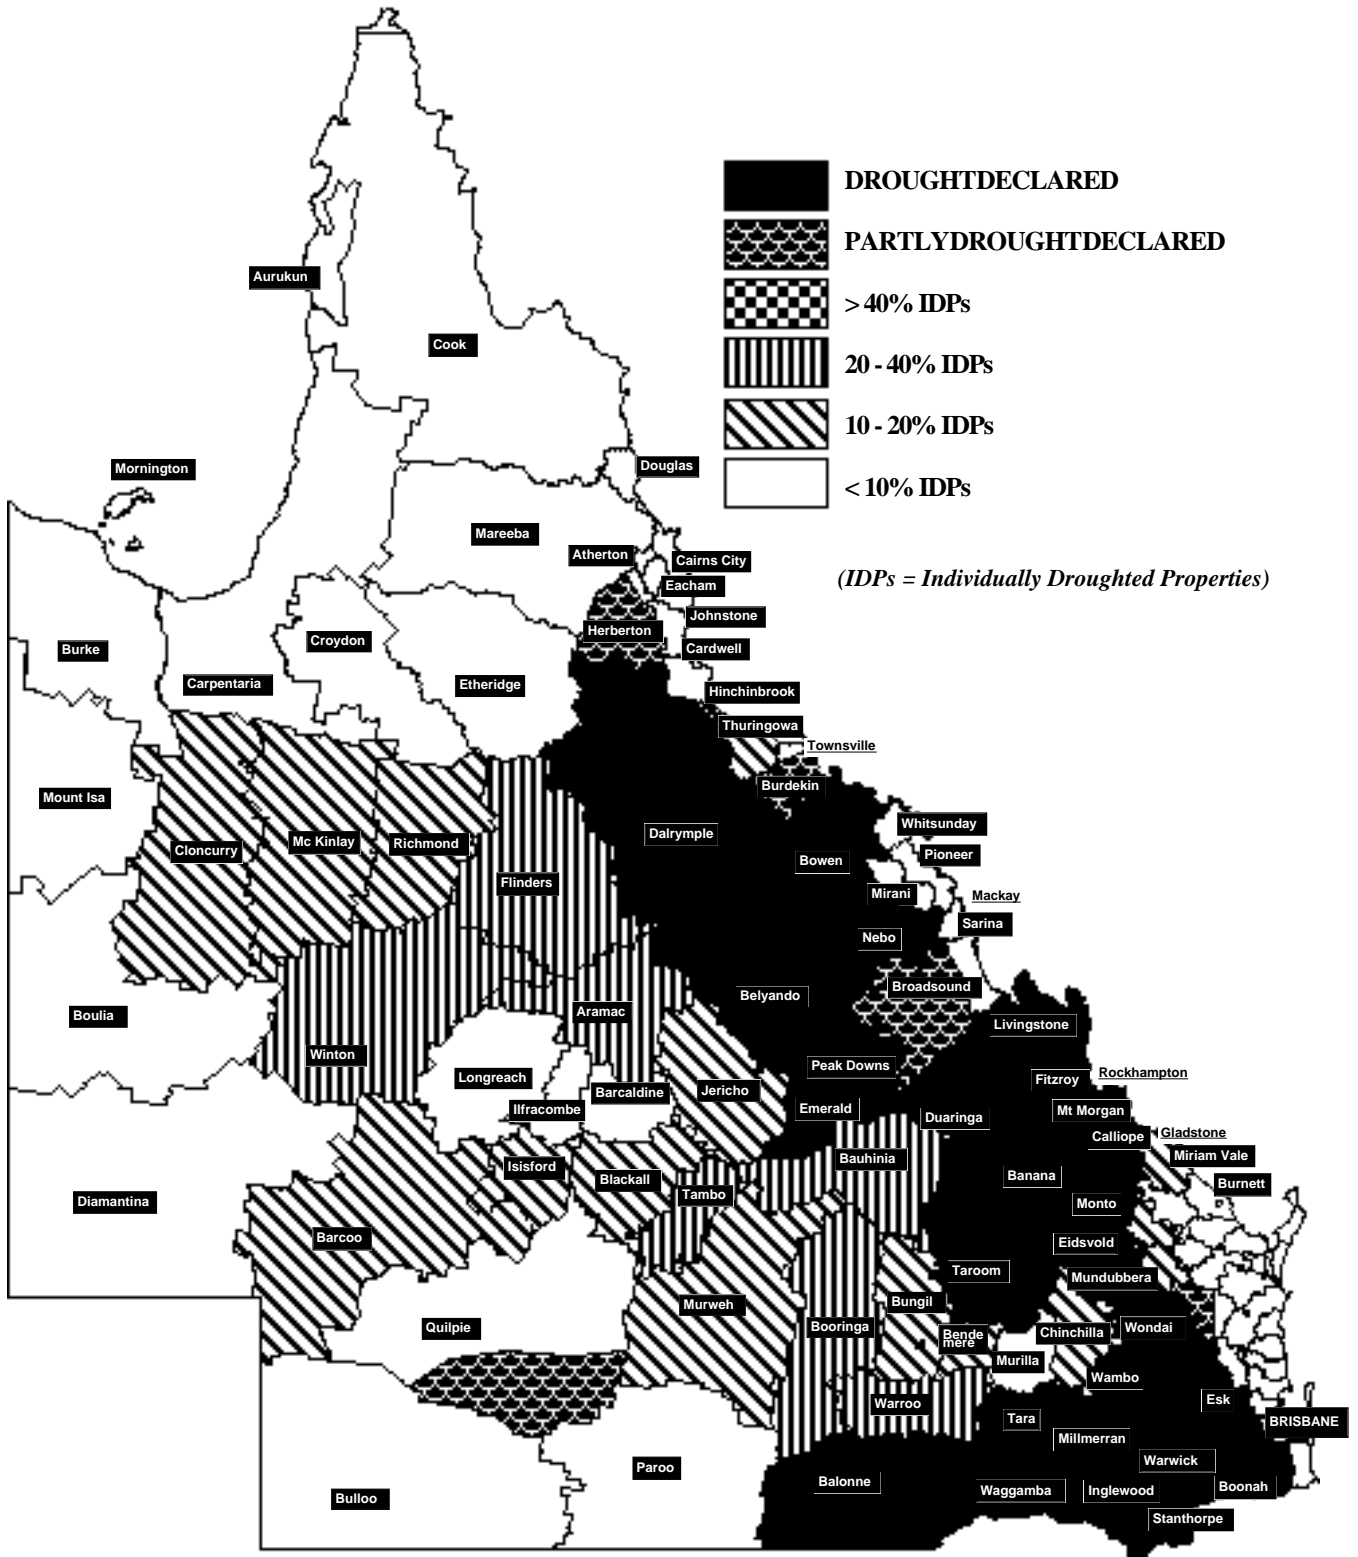 DROUGHTDECLARED
PARTLYDROUGHTDECLARED
> 40% IDPs
20 - 40% IDPs
10 - 20% IDPs
< 10% IDPs
(IDPs = Individually Droughted Properties)
Aurukun
Cook
Mornington
Douglas
Mareeba
Atherton
Cairns City
Eacham
Johnstone
Herberton
Cardwell
Croydon
Burke
Carpentaria
Etheridge
Hinchinbrook
Thuringowa
Townsville
Burdekin
Mount Isa
Whitsunday
Dalrymple
Mc Kinlay
Richmond
Cloncurry
Bowen
Pioneer
Flinders
Mirani
Mackay
Sarina
Nebo
Broadsound
Belyando
Boulia
Aramac
Livingstone
Winton
Longreach
Peak Downs
Fitzroy
Rockhampton
Barcaldine
Jericho
Ilfracombe
Emerald
Mt Morgan
Duaringa
Calliope
Gladstone
Miriam Vale
Bauhinia
Isisford
Blackall
Banana
Burnett
Tambo
Diamantina
Monto
Barcoo
Eidsvold
Taroom
Mundubbera
Murweh
Bungil
Quilpie
Booringa
Bende
mere
Chinchilla
Wondai
Murilla
Wambo
Warroo
Esk
Tara
BRISBANE
Millmerran
Paroo
Warwick
Balonne
Waggamba
Inglewood
Boonah
Bulloo
Stanthorpe